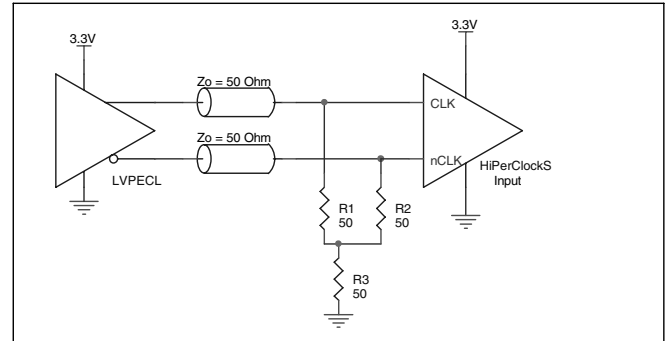 3.3V
3.3V
Zo = 50 Ohm
CLK
Zo = 50 Ohm
nCLK
HiPerClockS
Input
LVPECL
R1
50
R2
50
R3
50